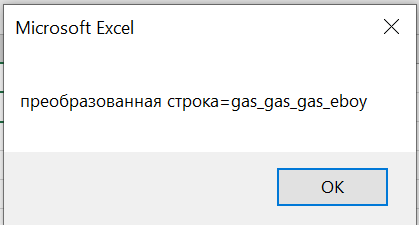 Microsoft Excel
преобразованная строка=gas_gas_gas_eboy
OK